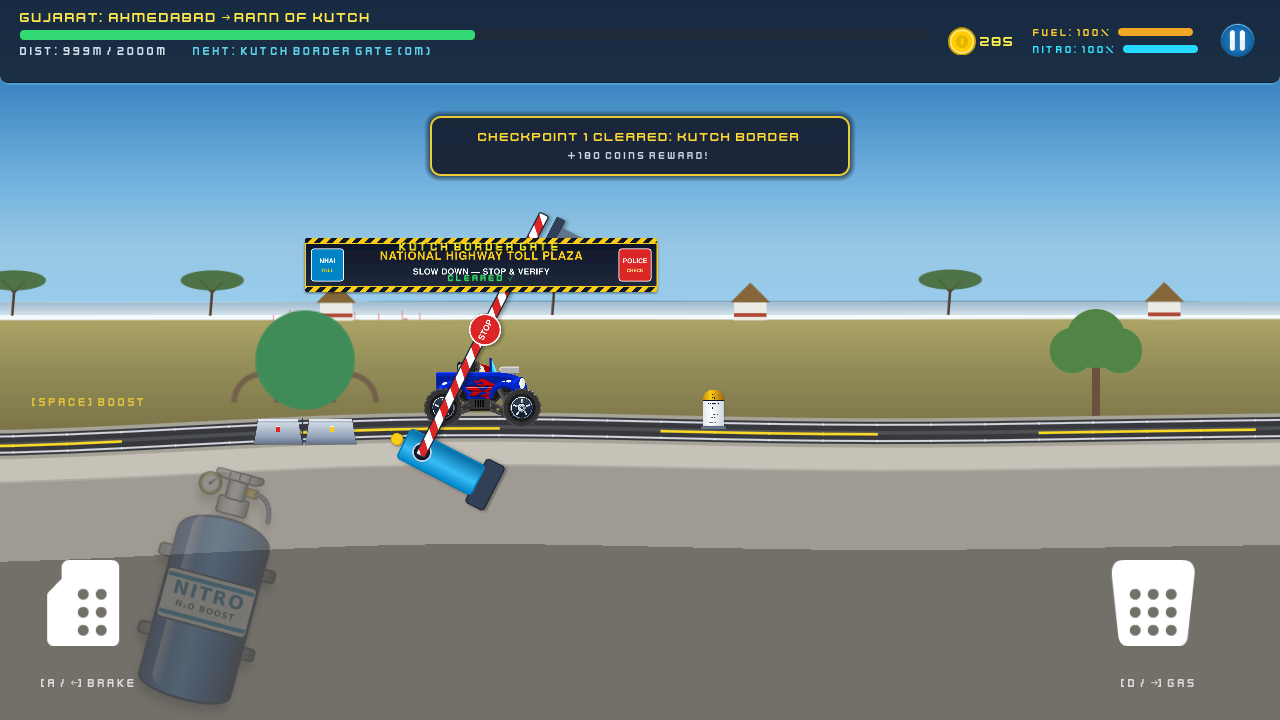 GUJARAT: AHMEDABAD → RANN OF KUTCH
DIST: 999M / 2000M
NEXT: KUTCH BORDER GATE (0M)
285
FUEL: 100%
NITRO: 100%
CHECKPOINT 1 CLEARED: KUTCH BORDER
+180 COINS REWARD!
KUTCH BORDER GATE
NATIONAL HIGHWAY TOLL PLAZA
SLOW DOWN — STOP & VERIFY
CLEARED ✓
NHAI
TOLL
POLICE
CHECK
STOP
[SPACE] BOOST
NITRO
N₂O BOOST
[A / ←] BRAKE
[D / →] GAS